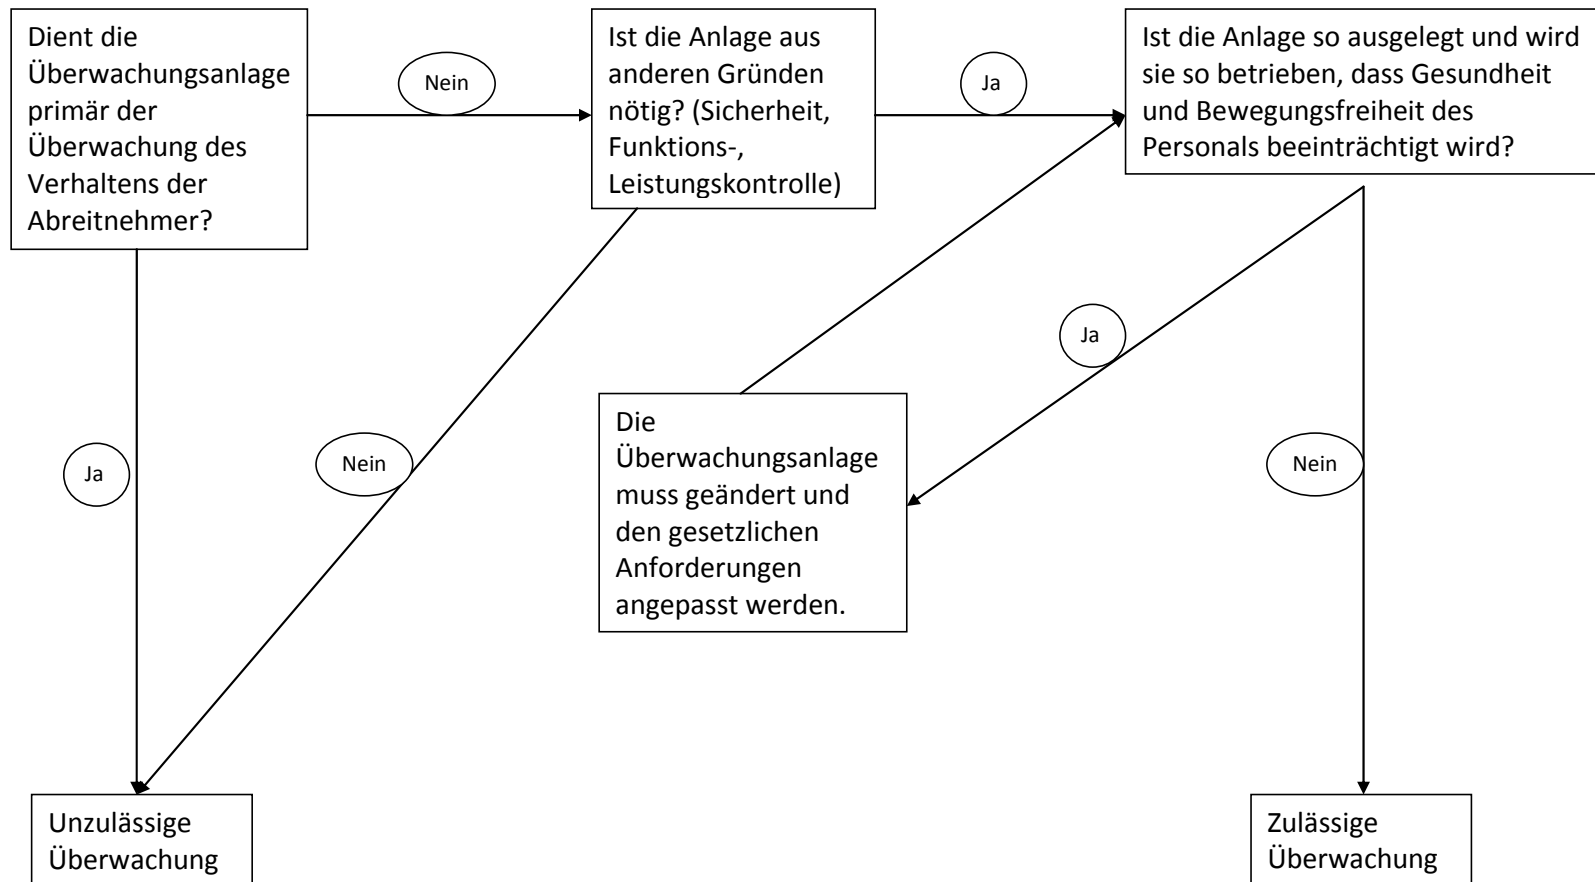 Dient die
Überwachungsanlage
primär der
Überwachung des
Verhaltens der
Abreitnehmer?
Nein
Ist die Anlage aus
anderen Gründen
nötig? (Sicherheit,
Funktions-,
Leistungskontrolle)
Ja
Ist die Anlage so ausgelegt und wird
sie so betrieben, dass Gesundheit
und Bewegungsfreiheit des
Personals beeinträchtigt wird?
Ja
Die
Überwachungsanlage
muss geändert und
den gesetzlichen
Anforderungen
angepasst werden.
Ja
Nein
Nein
Unzulässige
Überwachung
Zulässige
Überwachung